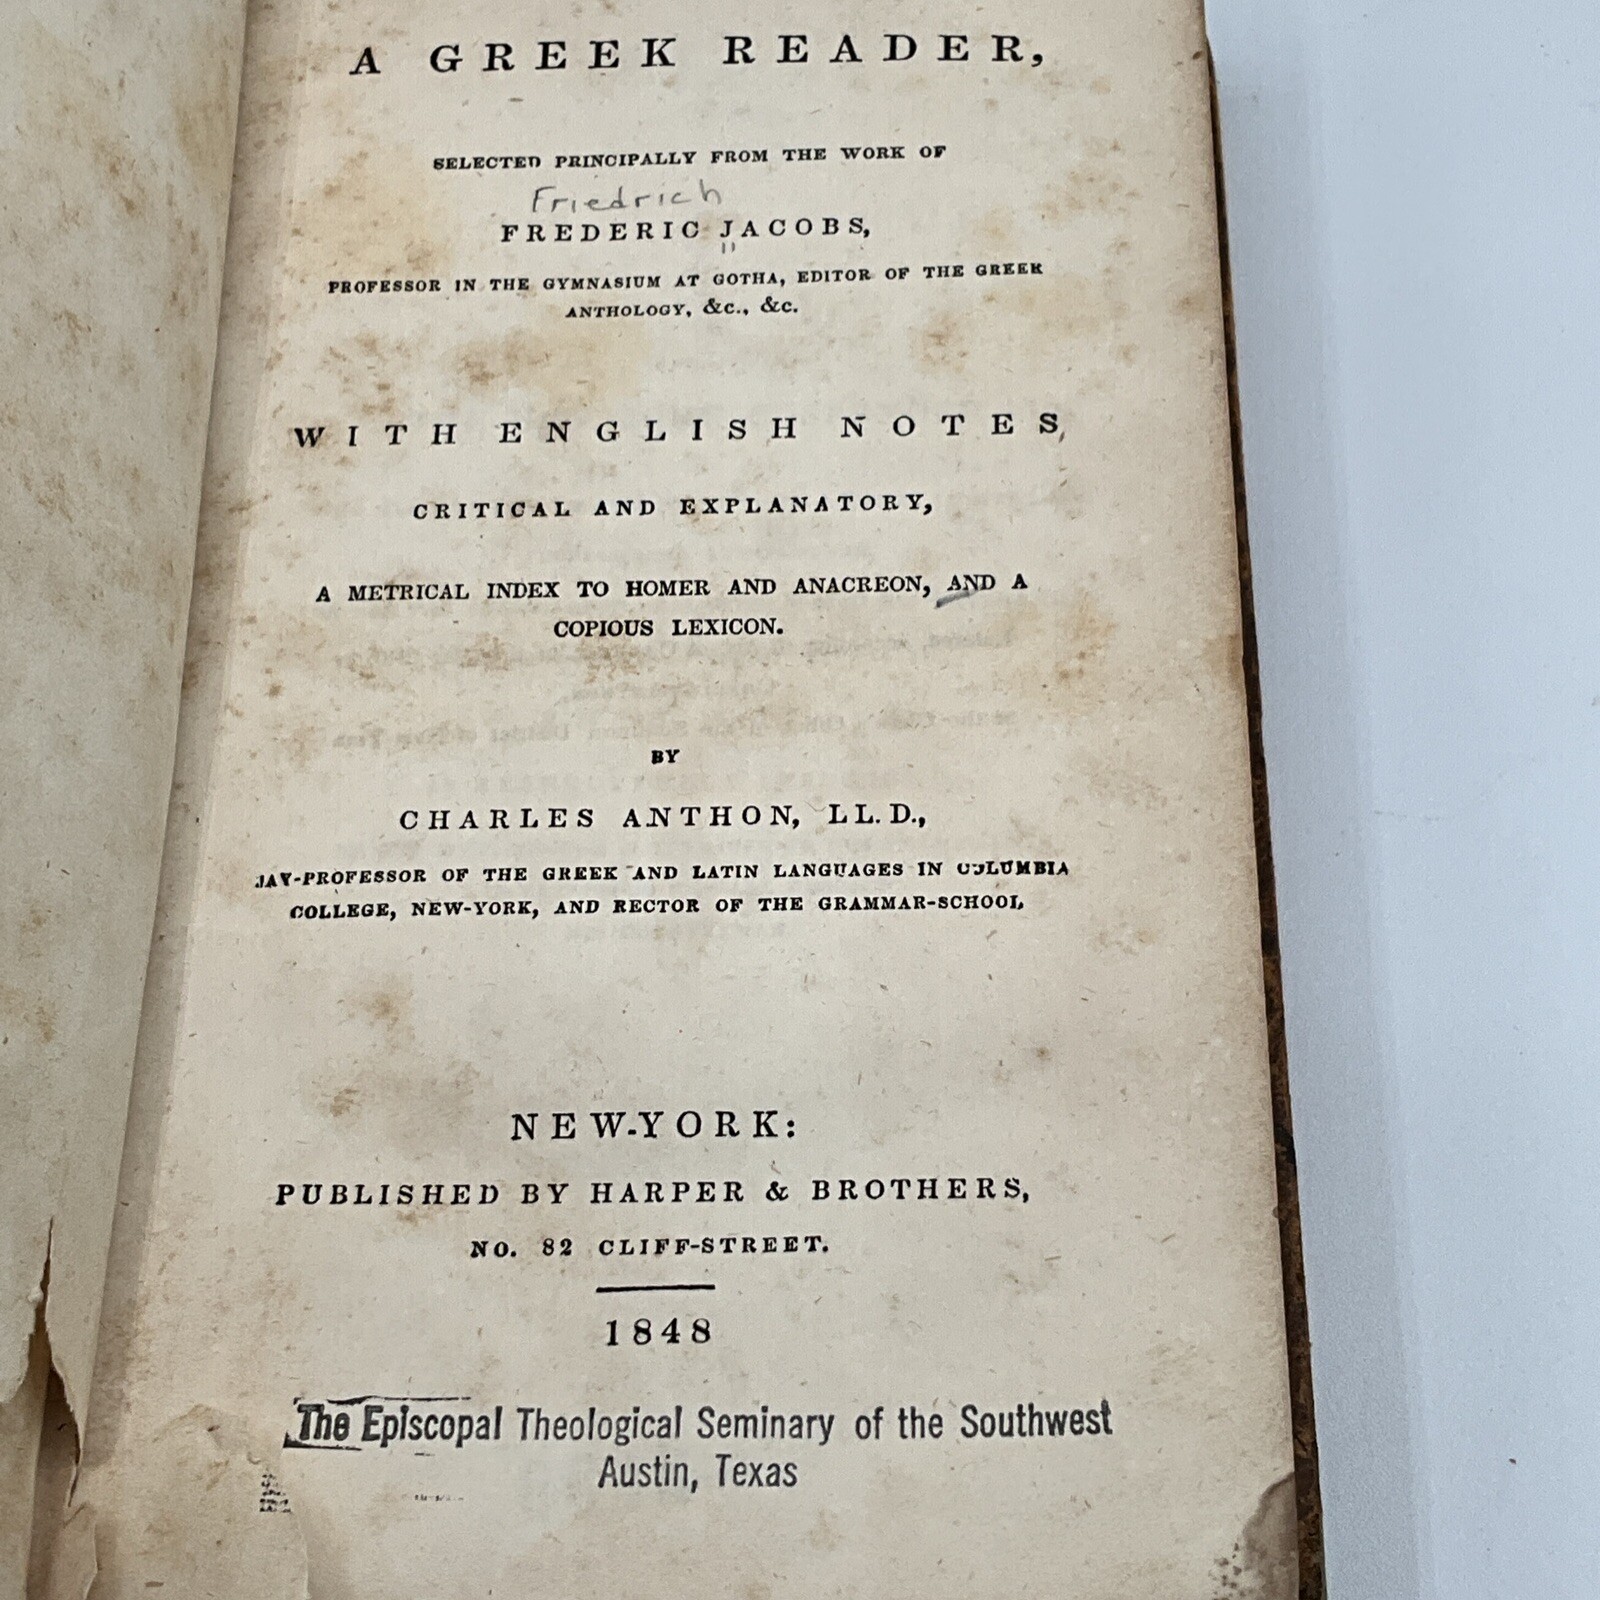 A GREEK READER,
SELECTED PRINCIPALLY FROM THE WORK OF
Friedrich
FREDERIC JACOBS,
PROFESSOR IN THE GYMNASIUM AT GOTHA, EDITOR OF THE GREEK
ANTHOLOGY, &c., &c.
WITH ENGLISH NOTES,
CRITICAL AND EXPLANATORY,
A METRICAL INDEX TO HOMER AND ANACREON, AND A
COPIOUS LEXICON.
BY
CHARLES ANTHON, LL. D.,
JAY-PROFESSOR OF THE GREEK AND LATIN LANGUAGES IN COLUMBIA
COLLEGE, NEW-YORK, AND RECTOR OF THE GRAMMAR-SCHOOL
NEW-YORK:
PUBLISHED BY HARPER & BROTHERS,
NO. 82 CLIFF-STREET.
1848
The Episcopal Theological Seminary of the Southwest
Austin, Texas